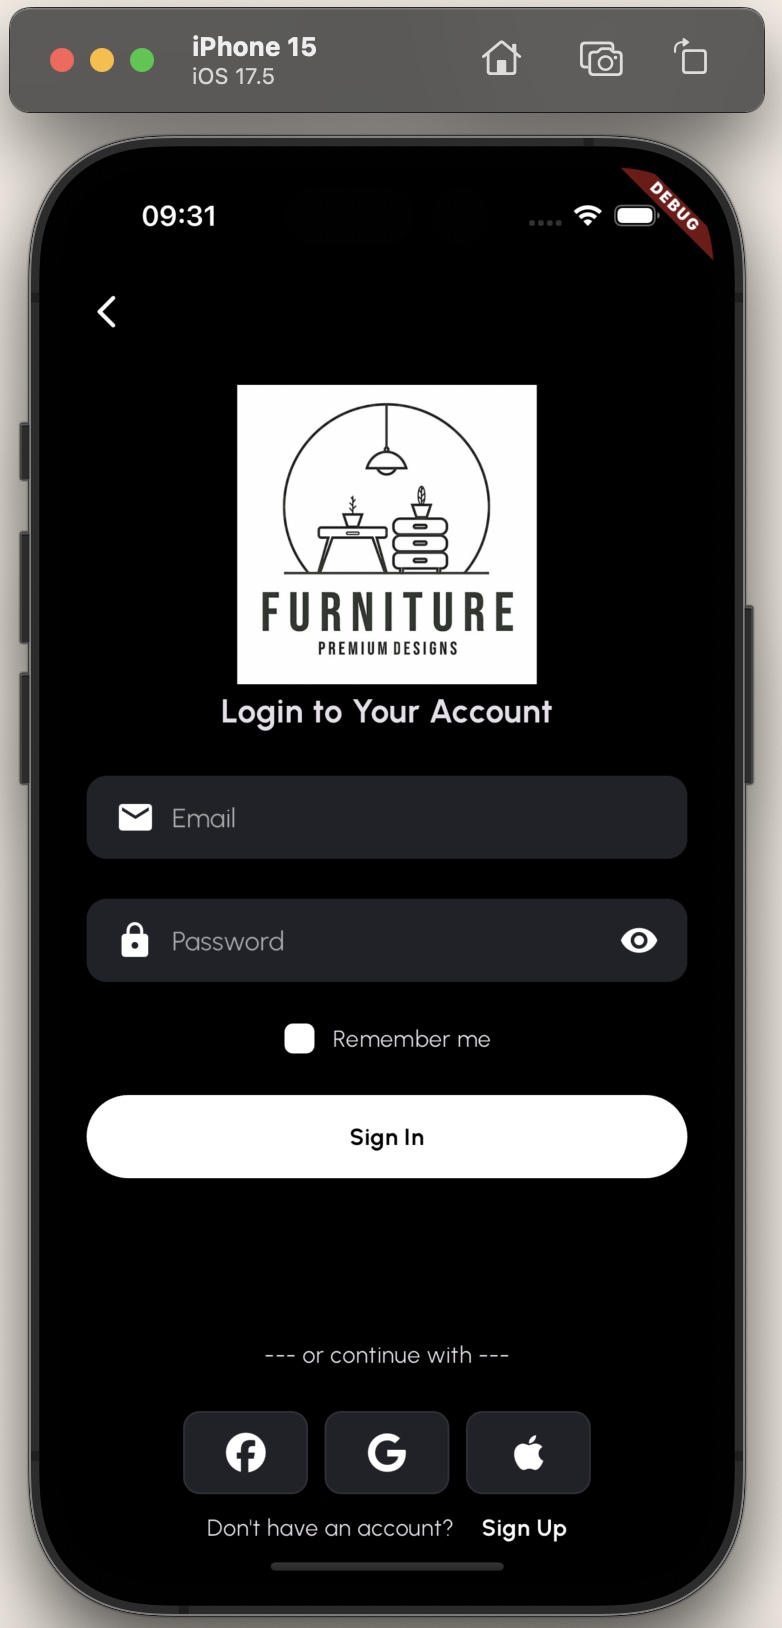 iPhone 15
iOS 17.5
09:31
DEBUG
FURNITURE
PREMIUM DESIGNS
Login to Your Account
Email
Password
Remember me
Sign In
--- or continue with ---
Don't have an account? Sign Up